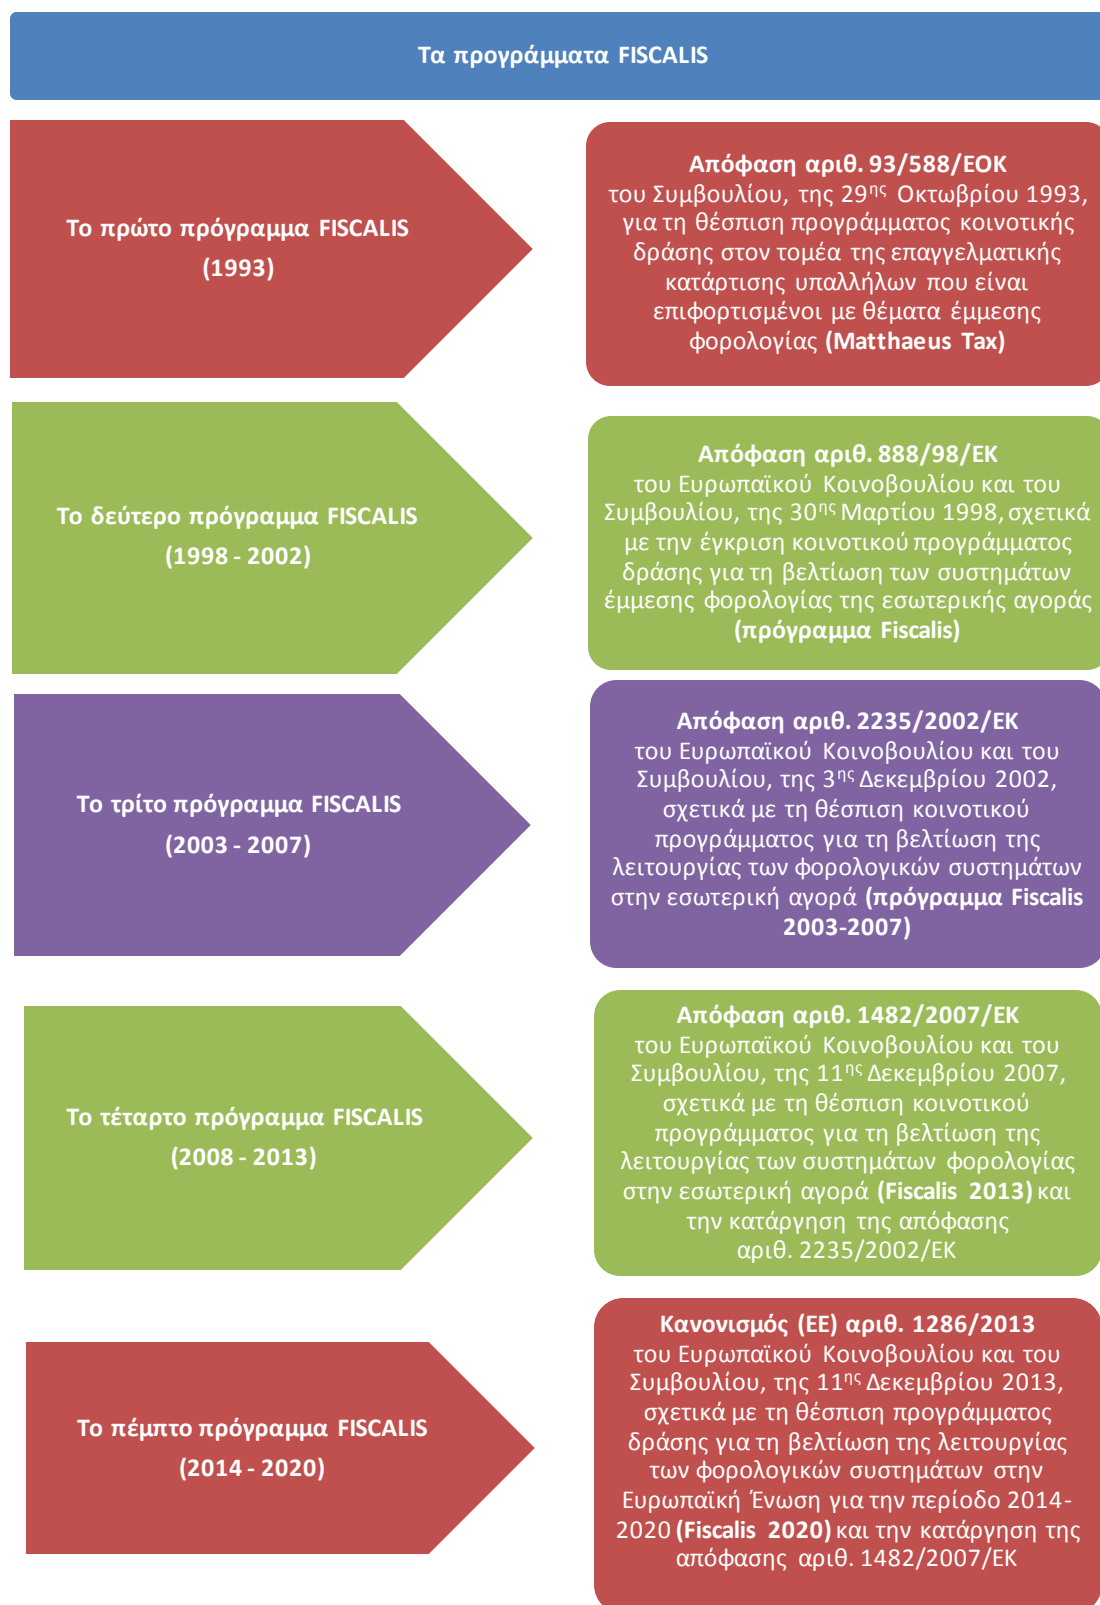 Τα προγράμματα FISCALIS
Το πρώτο πρόγραμμα FISCALIS
(1993)
Απόφαση αριθ. 93/588/ΕΟΚ
του Συμβουλίου, της 29ης Οκτωβρίου 1993,
για τη θέσπιση προγράμματος κοινοτικής
δράσης στον τομέα της επαγγελματικής
κατάρτισης υπαλλήλων που είναι
επιφορτισμένοι με θέματα έμμεσης
φορολογίας (Matthaeus Tax)
Το δεύτερο πρόγραμμα FISCALIS
(1998 - 2002)
Απόφαση αριθ. 888/98/ΕΚ
του Ευρωπαϊκού Κοινοβουλίου και του
Συμβουλίου, της 30ης Μαρτίου 1998, σχετικά
με την έγκριση κοινοτικού προγράμματος
δράσης για τη βελτίωση των συστημάτων
έμμεσης φορολογίας της εσωτερικής αγοράς
(πρόγραμμα Fiscalis)
Το τρίτο πρόγραμμα FISCALIS
(2003 - 2007)
Απόφαση αριθ. 2235/2002/ΕΚ
του Ευρωπαϊκού Κοινοβουλίου και του
Συμβουλίου, της 3ης Δεκεμβρίου 2002,
σχετικά με τη θέσπιση κοινοτικού
προγράμματος για τη βελτίωση της
λειτουργίας των φορολογικών συστημάτων
στην εσωτερική αγορά (πρόγραμμα Fiscalis
2003-2007)
Το τέταρτο πρόγραμμα FISCALIS
(2008 - 2013)
Απόφαση αριθ. 1482/2007/ΕΚ
του Ευρωπαϊκού Κοινοβουλίου και του
Συμβουλίου, της 11ης Δεκεμβρίου 2007,
σχετικά με τη θέσπιση κοινοτικού
προγράμματος για τη βελτίωση της
λειτουργίας των συστημάτων φορολογίας
στην εσωτερική αγορά (Fiscalis 2013) και
την κατάργηση της απόφασης
αριθ. 2235/2002/ΕΚ
Το πέμπτο πρόγραμμα FISCALIS
(2014 - 2020)
Κανονισμός (ΕΕ) αριθ. 1286/2013
του Ευρωπαϊκού Κοινοβουλίου και του
Συμβουλίου, της 11ης Δεκεμβρίου 2013,
σχετικά με τη θέσπιση προγράμματος
δράσης για τη βελτίωση της λειτουργίας
των φορολογικών συστημάτων στην
Ευρωπαϊκή Ένωση για την περίοδο 2014-
2020 (Fiscalis 2020) και την κατάργηση της
απόφασης αριθ. 1482/2007/ΕΚ